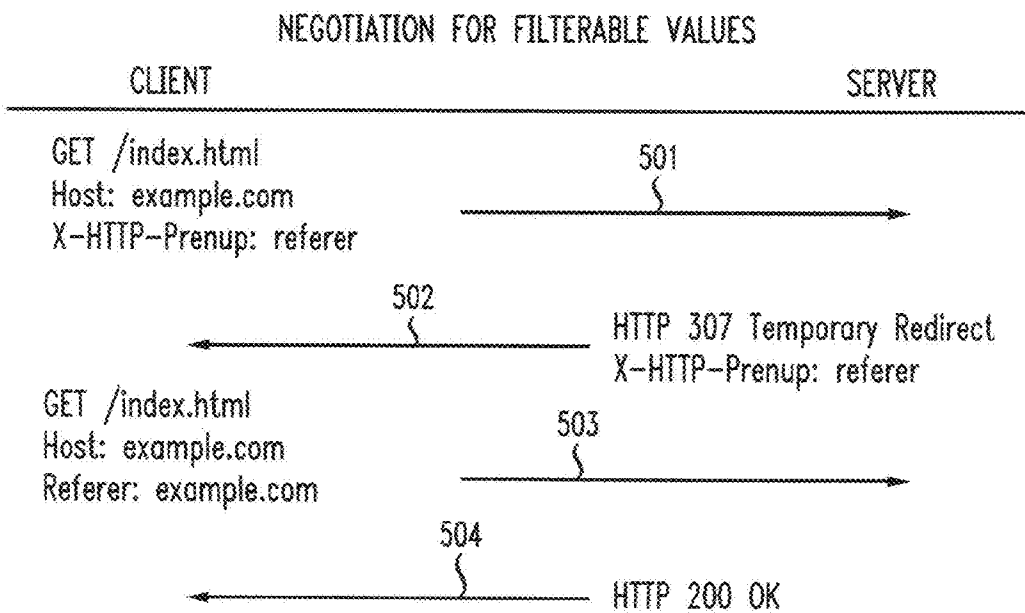 NEGOTIATION FOR FILTERABLE VALUES
CLIENT
SERVER
GET /index.html
Host: example.com
X-HTTP-Prenup: referer
501
502
HTTP 307 Temporary Redirect
X-HTTP-Prenup: referer
GET /index.html
Host: example.com
Referer: example.com
503
504
HTTP 200 OK